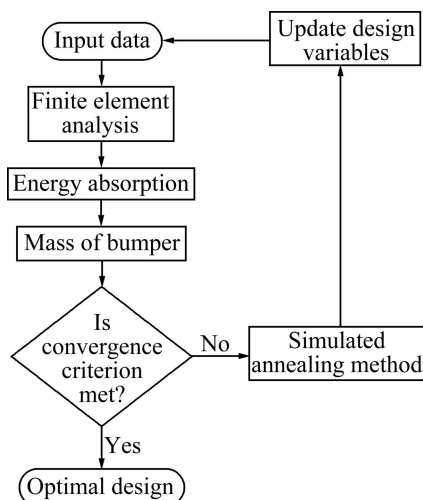 Input data
Update design
variables
Finite element
analysis
Energy absorption
Mass of bumper
Is
convergence
criterion
met?
No
Simulated
annealing method
Yes
Optimal design